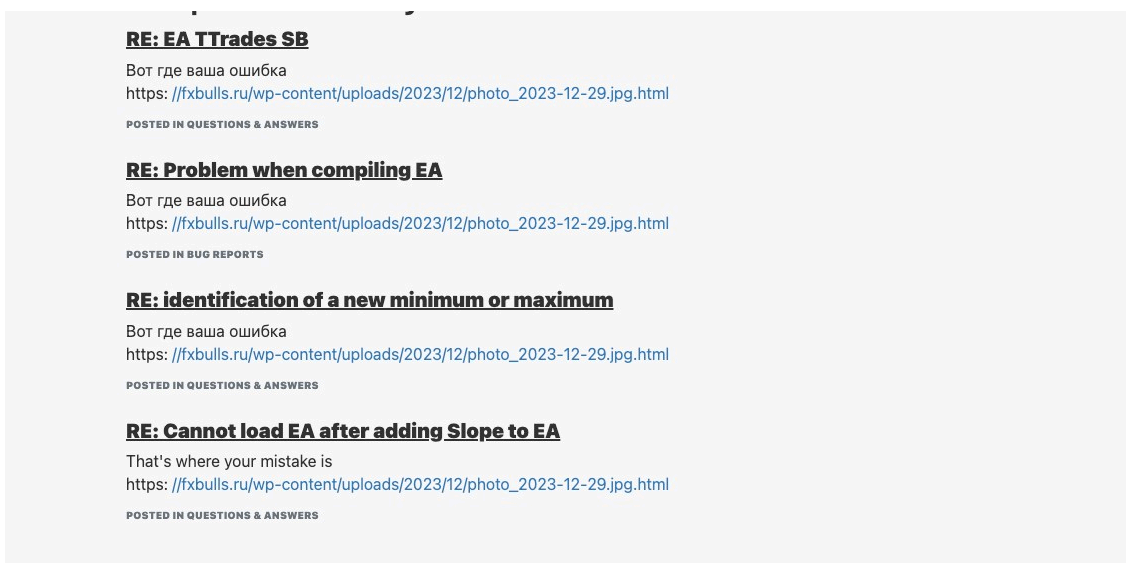 RE: EA TTrades SB
Вот где ваша ошибка
https: //fxbulls.ru/wp-content/uploads/2023/12/photo_2023-12-29.jpg.html
POSTED IN QUESTIONS & ANSWERS
RE: Problem when compiling EA
Вот где ваша ошибка
https: //fxbulls.ru/wp-content/uploads/2023/12/photo_2023-12-29.jpg.html
POSTED IN BUG REPORTS
RE: identification of a new minimum or maximum
Вот где ваша ошибка
https: //fxbulls.ru/wp-content/uploads/2023/12/photo_2023-12-29.jpg.html
POSTED IN QUESTIONS & ANSWERS
RE: Cannot load EA after adding Slope to EA
That's where your mistake is
https: //fxbulls.ru/wp-content/uploads/2023/12/photo_2023-12-29.jpg.html
POSTED IN QUESTIONS & ANSWERS